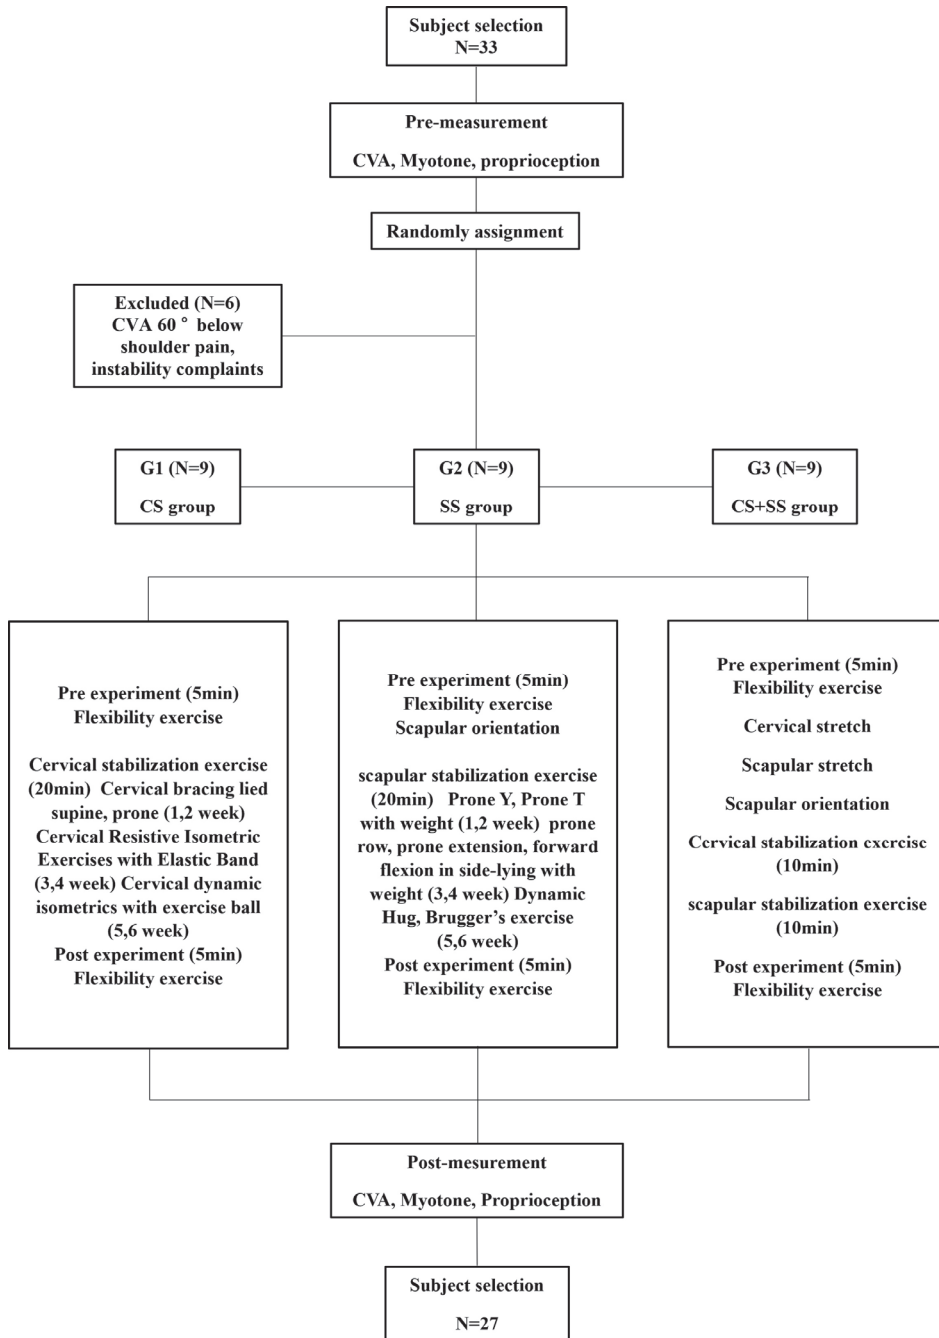 Subject selection
N=33
Pre-measurement
CVA, Myotone, proprioception
Randomly assignment
Excluded (N=6)
CVA 60° below
shoulder pain,
instability complaints
G1 (N=9)
CS group
G2 (N=9)
SS group
G3 (N=9)
CS+SS group
Pre experiment (5min)
Flexibility exercise
Cervical stabilization exercise
(20min) Cervical bracing lied
supine, prone (1,2 week)
Cervical Resistive Isometric
Exercises with Elastic Band
(3,4 week) Cervical dynamic
isometrics with exercise ball
(5,6 week)
Post experiment (5min)
Flexibility exercise
Pre experiment (5min)
Flexibility exercise
Scapular orientation
scapular stabilization exercise
(20min) Prone Y, Prone T
with weight (1,2 week) prone
row, prone extension, forward
flexion in side-lying with
weight (3,4 week) Dynamic
Hug, Brugger's exercise
(5,6 week)
Post experiment (5min)
Flexibility exercise
Pre experiment (5min)
Flexibility exercise
Cervical stretch
Scapular stretch
Scapular orientation
Cervical stabilization exercise
(10min)
scapular stabilization exercise
(10min)
Post experiment (5min)
Flexibility exercise
Post-mesurement
CVA, Myotone, Proprioception
Subject selection
N=27